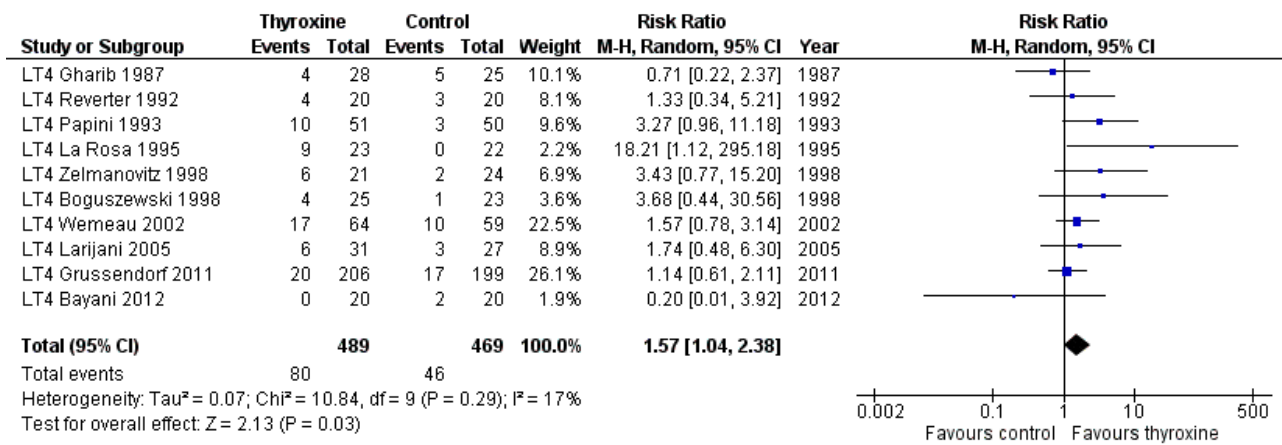 Thyroxine Control Risk Ratio Risk Ratio
Study or Subgroup Events Total Events Total Weight M-H, Random, 95% CI Year M-H, Random, 95% CI
LT4 Gharib 1987 4 28 5 25 10.1% 0.71 [0.22, 2.37] 1987
LT4 Reverter 1992 4 20 3 20 8.1% 1.33 [0.34, 5.21] 1992
LT4 Papini 1993 10 51 3 50 9.6% 3.27 [0.96, 11.18] 1993
LT4 La Rosa 1995 9 23 0 22 2.2% 18.21 [1.12, 295.18] 1995
LT4 Zelmanovitz 1998 6 21 2 24 6.9% 3.43 [0.77, 15.20] 1998
LT4 Boguszewski 1998 4 25 1 23 3.6% 3.68 [0.44, 30.56] 1998
LT4 Wemeau 2002 17 64 10 59 22.5% 1.57 [0.78, 3.14] 2002
LT4 Larijani 2005 6 31 3 27 8.9% 1.74 [0.48, 6.30] 2005
LT4 Grussendorf 2011 20 206 17 199 26.1% 1.14 [0.61, 2.11] 2011
LT4 Bayani 2012 0 20 2 20 1.9% 0.20 [0.01, 3.92] 2012
Total (95% CI) 489 469 100.0% 1.57 [1.04, 2.38]
Total events 80 46
Heterogeneity: Tau² = 0.07; Chi² = 10.84, df = 9 (P = 0.29); I² = 17%
Test for overall effect: Z = 2.13 (P = 0.03)
0.002 0.1 1 10 500
Favours control Favours thyroxine